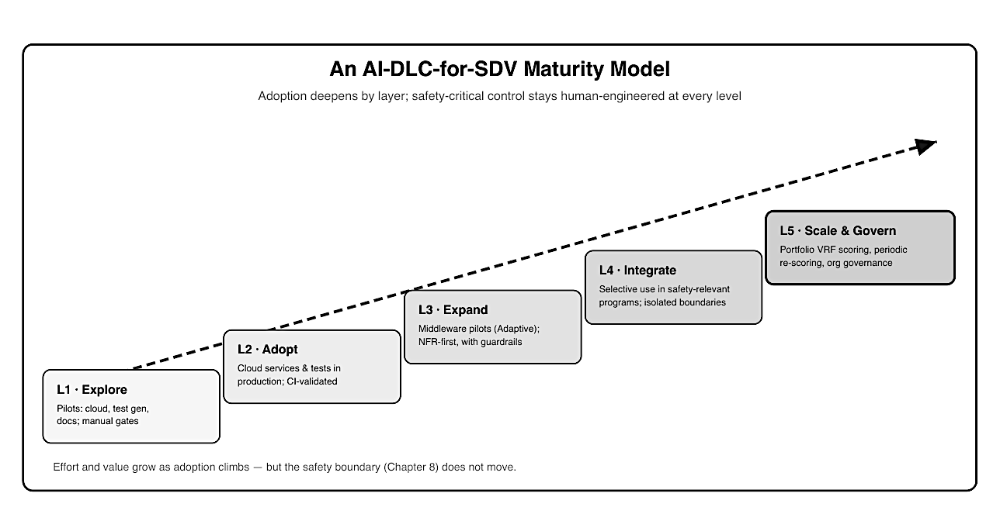 An AI-DLC-for-SDV Maturity Model
Adoption deepens by layer; safety-critical control stays human-engineered at every level
L1 · Explore
Pilots: cloud, test gen,
docs; manual gates
L2 · Adopt
Cloud services & tests in
production; CI-validated
L3 · Expand
Middleware pilots (Adaptive);
NFR-first, with guardrails
L4 · Integrate
Selective use in safety-relevant
programs; isolated boundaries
L5 · Scale & Govern
Portfolio VRF scoring, periodic
re-scoring, org governance
Effort and value grow as adoption climbs — but the safety boundary (Chapter 8) does not move.